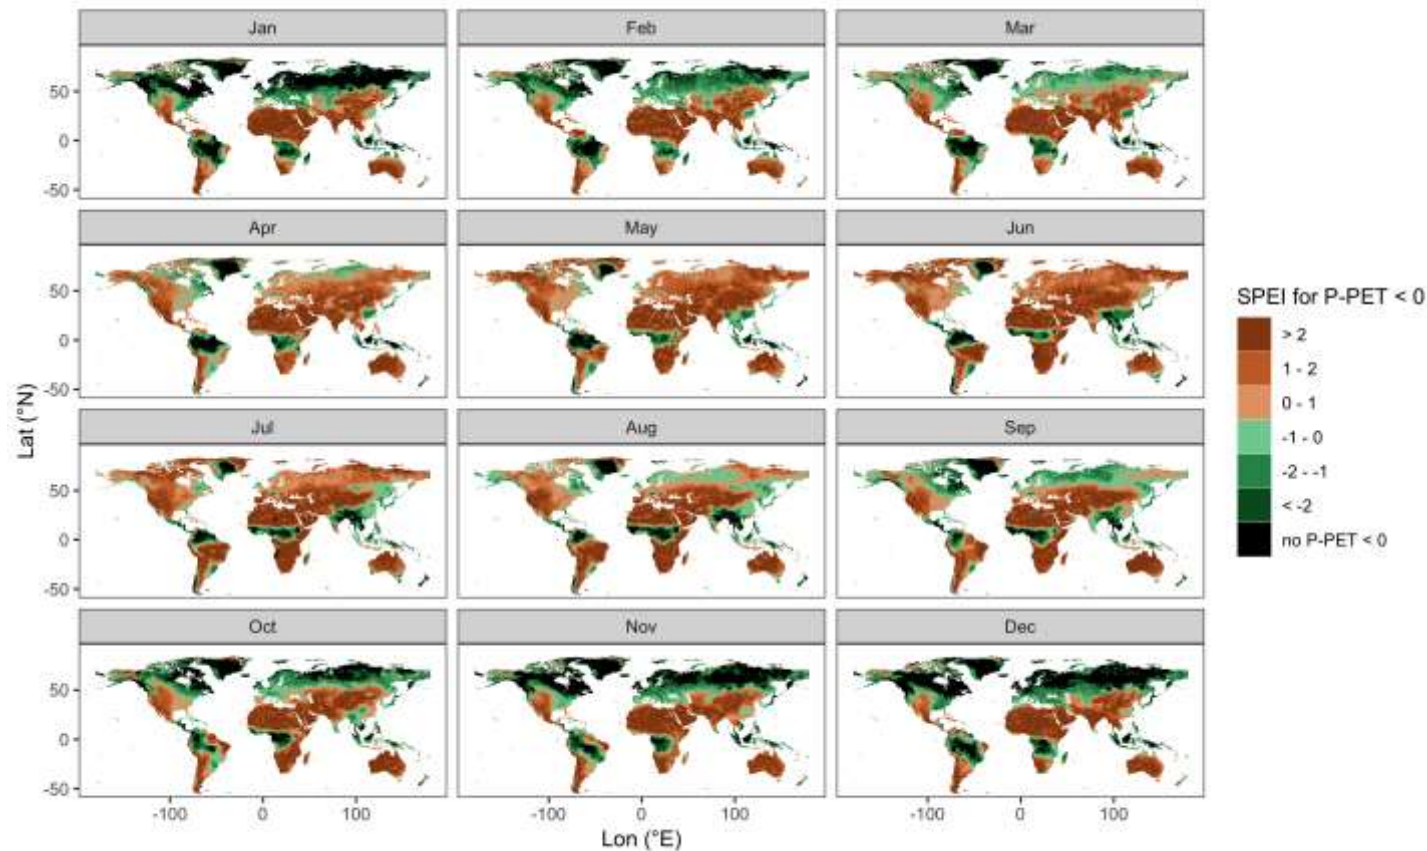 Jan Feb Mar
50
0
-50
Apr May Jun
50
0
-50
Jul Aug Sep
50
0
-50
Oct Nov Dec
50
0
-50
-100 0 100 -100 0 100 -100 0 100
Lon (°E)
Lat (°N)
SPEI for P-PET < 0
> 2
1 - 2
0 - 1
-1 - 0
-2 - -1
< -2
no P-PET < 0